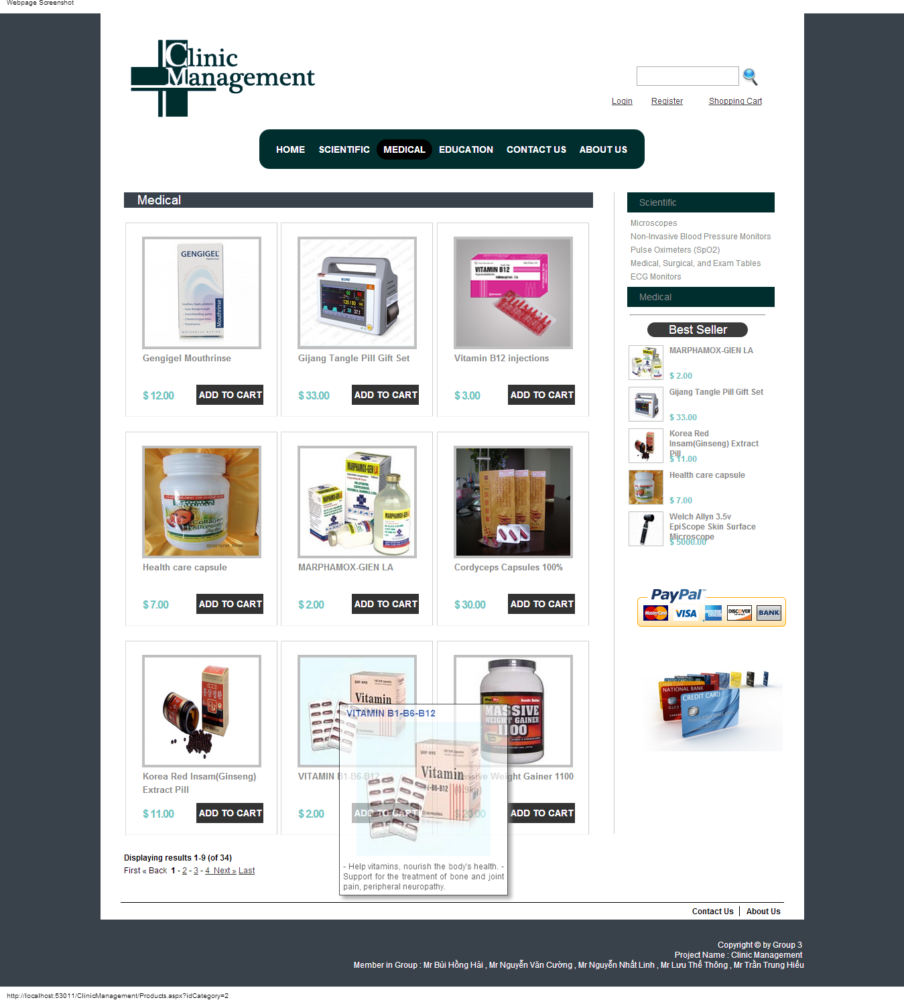 Webpage Screenshot
Clinic
Management
Login Register Shopping Cart
HOME SCIENTIFIC MEDICAL EDUCATION CONTACT US ABOUT US
Medical
GENGIGEL
Mouthrinse
VITAMIN B12
Gengigel Mouthrinse
$ 12.00 ADD TO CART
Gijang Tangle Pill Gift Set
$ 33.00 ADD TO CART
Vitamin B12 injections
$ 3.00 ADD TO CART
Collagen
MARPHAMOX-GEN LA
Health care capsule
$ 7.00 ADD TO CART
MARPHAMOX-GIEN LA
$ 2.00 ADD TO CART
Cordyceps Capsules 100%
$ 30.00 ADD TO CART
홍삼정환
Vitamin
MASSIVE
WEIGHT GAINER
1100
Korea Red Insam(Ginseng)
Extract Pill
$ 11.00 ADD TO CART
VITAMIN B1-B6-B12
$ 2.00 ADD TO CART
Massive Weight Gainer 1100
(0.9kg)
$ 20.00 ADD TO CART
VITAMIN B1-B6-B12
Vitamin
B1-B6-B12
- Help vitamins, nourish the body's health. -
Support for the treatment of bone and joint
pain, peripheral neuropathy.
Displaying results 1-9 (of 34)
First « Back 1 - 2 - 3 - 4 Next » Last
Scientific
Microscopes
Non-Invasive Blood Pressure Monitors
Pulse Oximeters (SpO2)
Medical, Surgical, and Exam Tables
ECG Monitors
Medical
Best Seller
MARPHAMOX-GIEN LA
$ 2.00
Gijang Tangle Pill Gift Set
$ 33.00
Korea Red
Insam(Ginseng) Extract
Pill
$ 11.00
Health care capsule
$ 7.00
Welch Allyn 3.5v
EpiScope Skin Surface
Microscope
$ 5000.00
PayPal
MasterCard VISA AMERICAN EXPRESS DISCOVER BANK
NATIONAL BANK
CREDIT CARD
Contact Us About Us
Copyright © by Group 3
Project Name : Clinic Management
Member in Group : Mr Bùi Hồng Hải , Mr Nguyễn Văn Cường , Mr Nguyễn Nhất Linh , Mr Lưu Thế Thông , Mr Trần Trung Hiếu
http://localhost:53011/ClinicManagement/Products.aspx?idCategory=2